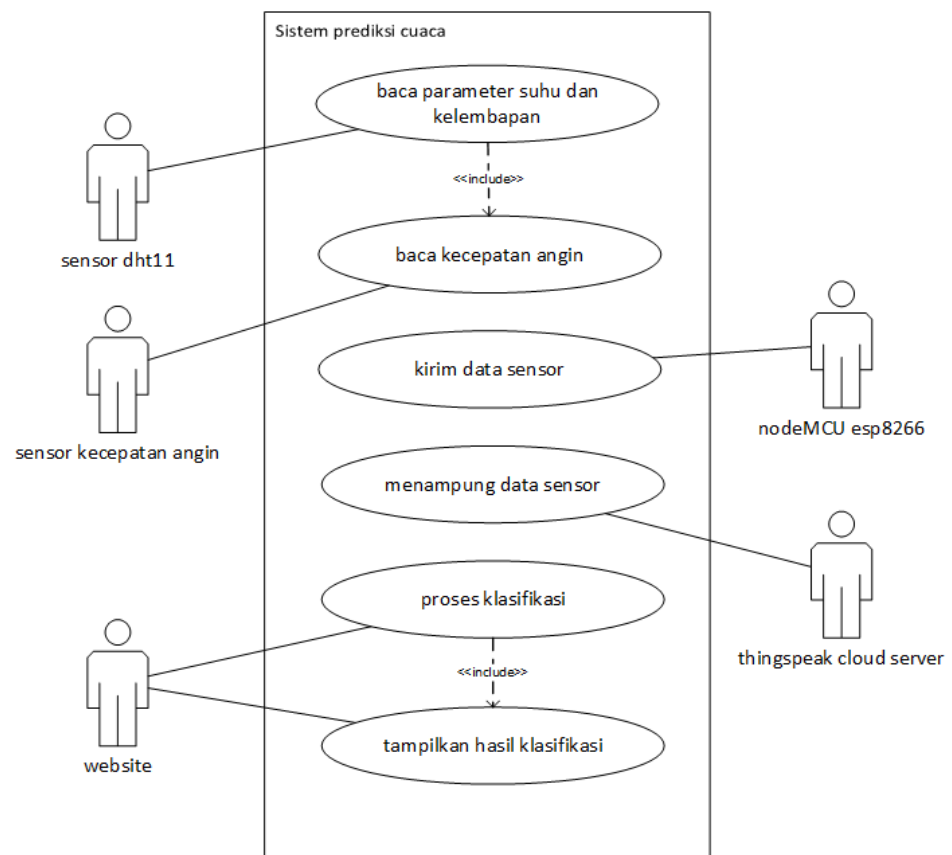 Sistem prediksi cuaca
baca parameter suhu dan
kelembapan
<<include>>
sensor dht11
baca kecepatan angin
kirim data sensor
nodeMCU esp8266
sensor kecepatan angin
menampung data sensor
proses klasifikasi
thingspeak cloud server
<<include>>
tampilkan hasil klasifikasi
website